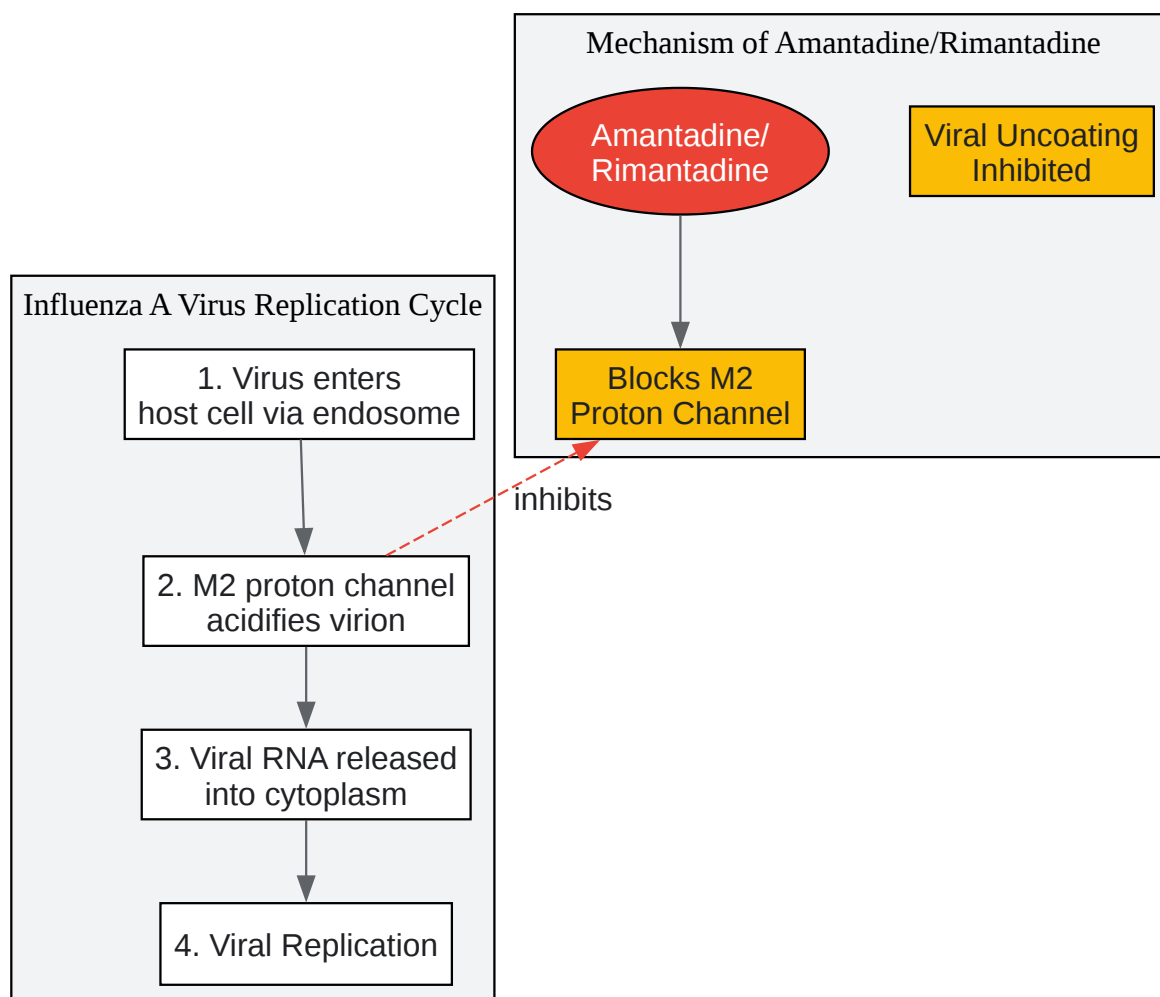 Mechanism of Amantadine/Rimantadine
Amantadine/
Rimantadine
Viral Uncoating
Inhibited
Blocks M2
Proton Channel
Influenza A Virus Replication Cycle
1. Virus enters
host cell via endosome
inhibits
2. M2 proton channel
acidifies virion
3. Viral RNA released
into cytoplasm
4. Viral Replication